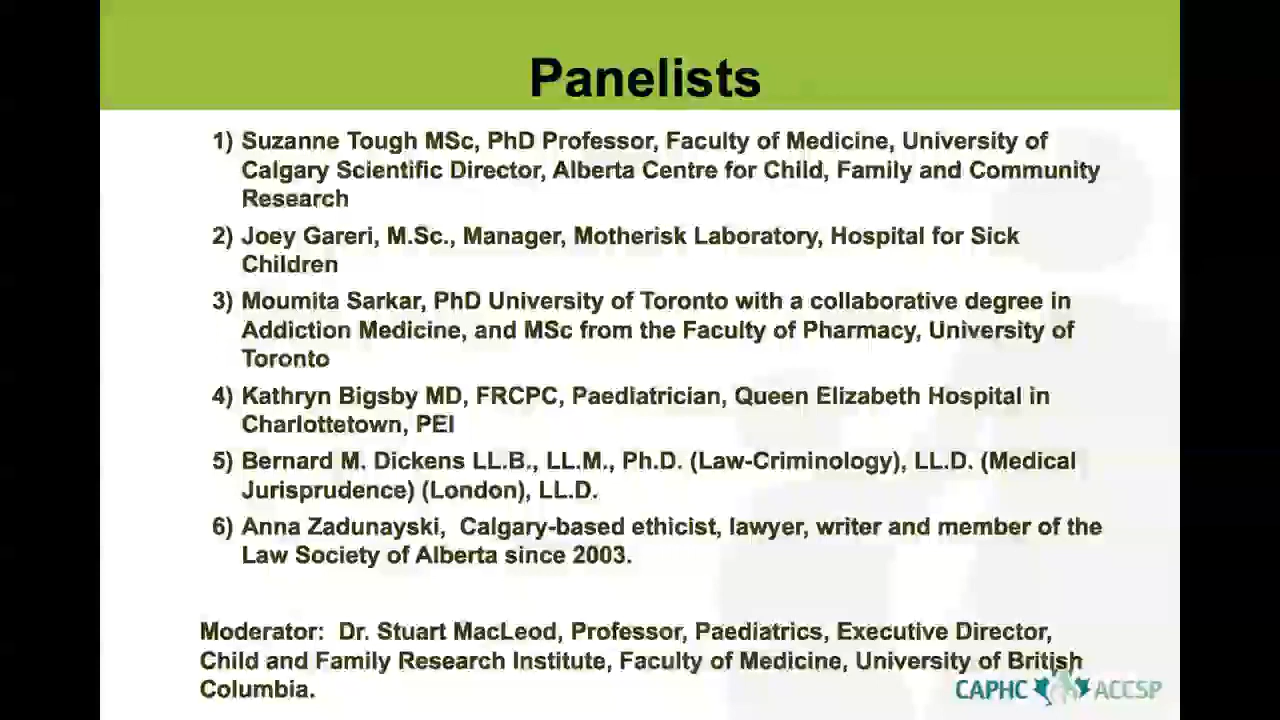 Panelists
1) Suzanne Tough MSc, PhD Professor, Faculty of Medicine, University of
Calgary Scientific Director, Alberta Centre for Child, Family and Community
Research
2) Joey Gareri, M.Sc., Manager, Motherisk Laboratory, Hospital for Sick
Children
3) Moumita Sarkar, PhD University of Toronto with a collaborative degree in
Addiction Medicine, and MSc from the Faculty of Pharmacy, University of
Toronto
4) Kathryn Bigsby MD, FRCPC, Paediatrician, Queen Elizabeth Hospital in
Charlottetown, PEI
5) Bernard M. Dickens LL.B., LL.M., Ph.D. (Law-Criminology), LL.D. (Medical
Jurisprudence) (London), LL.D.
6) Anna Zadunayski,  Calgary-based ethicist, lawyer, writer and member of the
Law Society of Alberta since 2003.
Moderator:  Dr. Stuart MacLeod, Professor, Paediatrics, Executive Director,
Child and Family Research Institute, Faculty of Medicine, University of British
Columbia.
CAPHC ACCSP